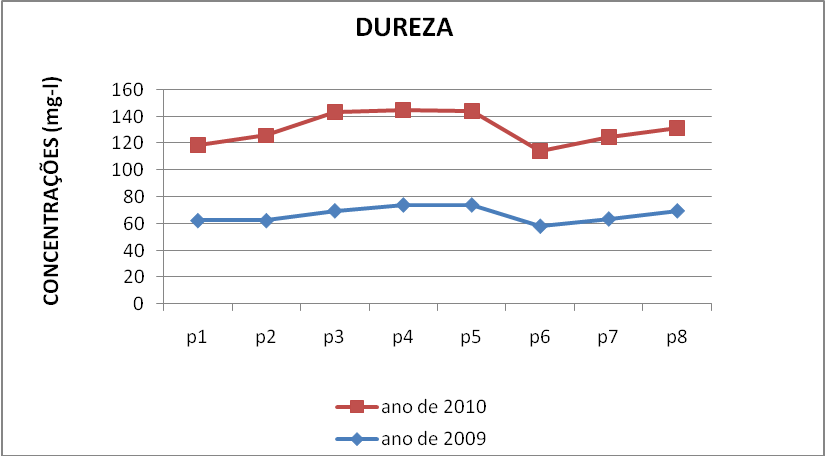 DUREZA
CONCENTRAÇÕES (mg-l)
160
140
120
100
80
60
40
20
0
p1 p2 p3 p4 p5 p6 p7 p8
ano de 2010
ano de 2009